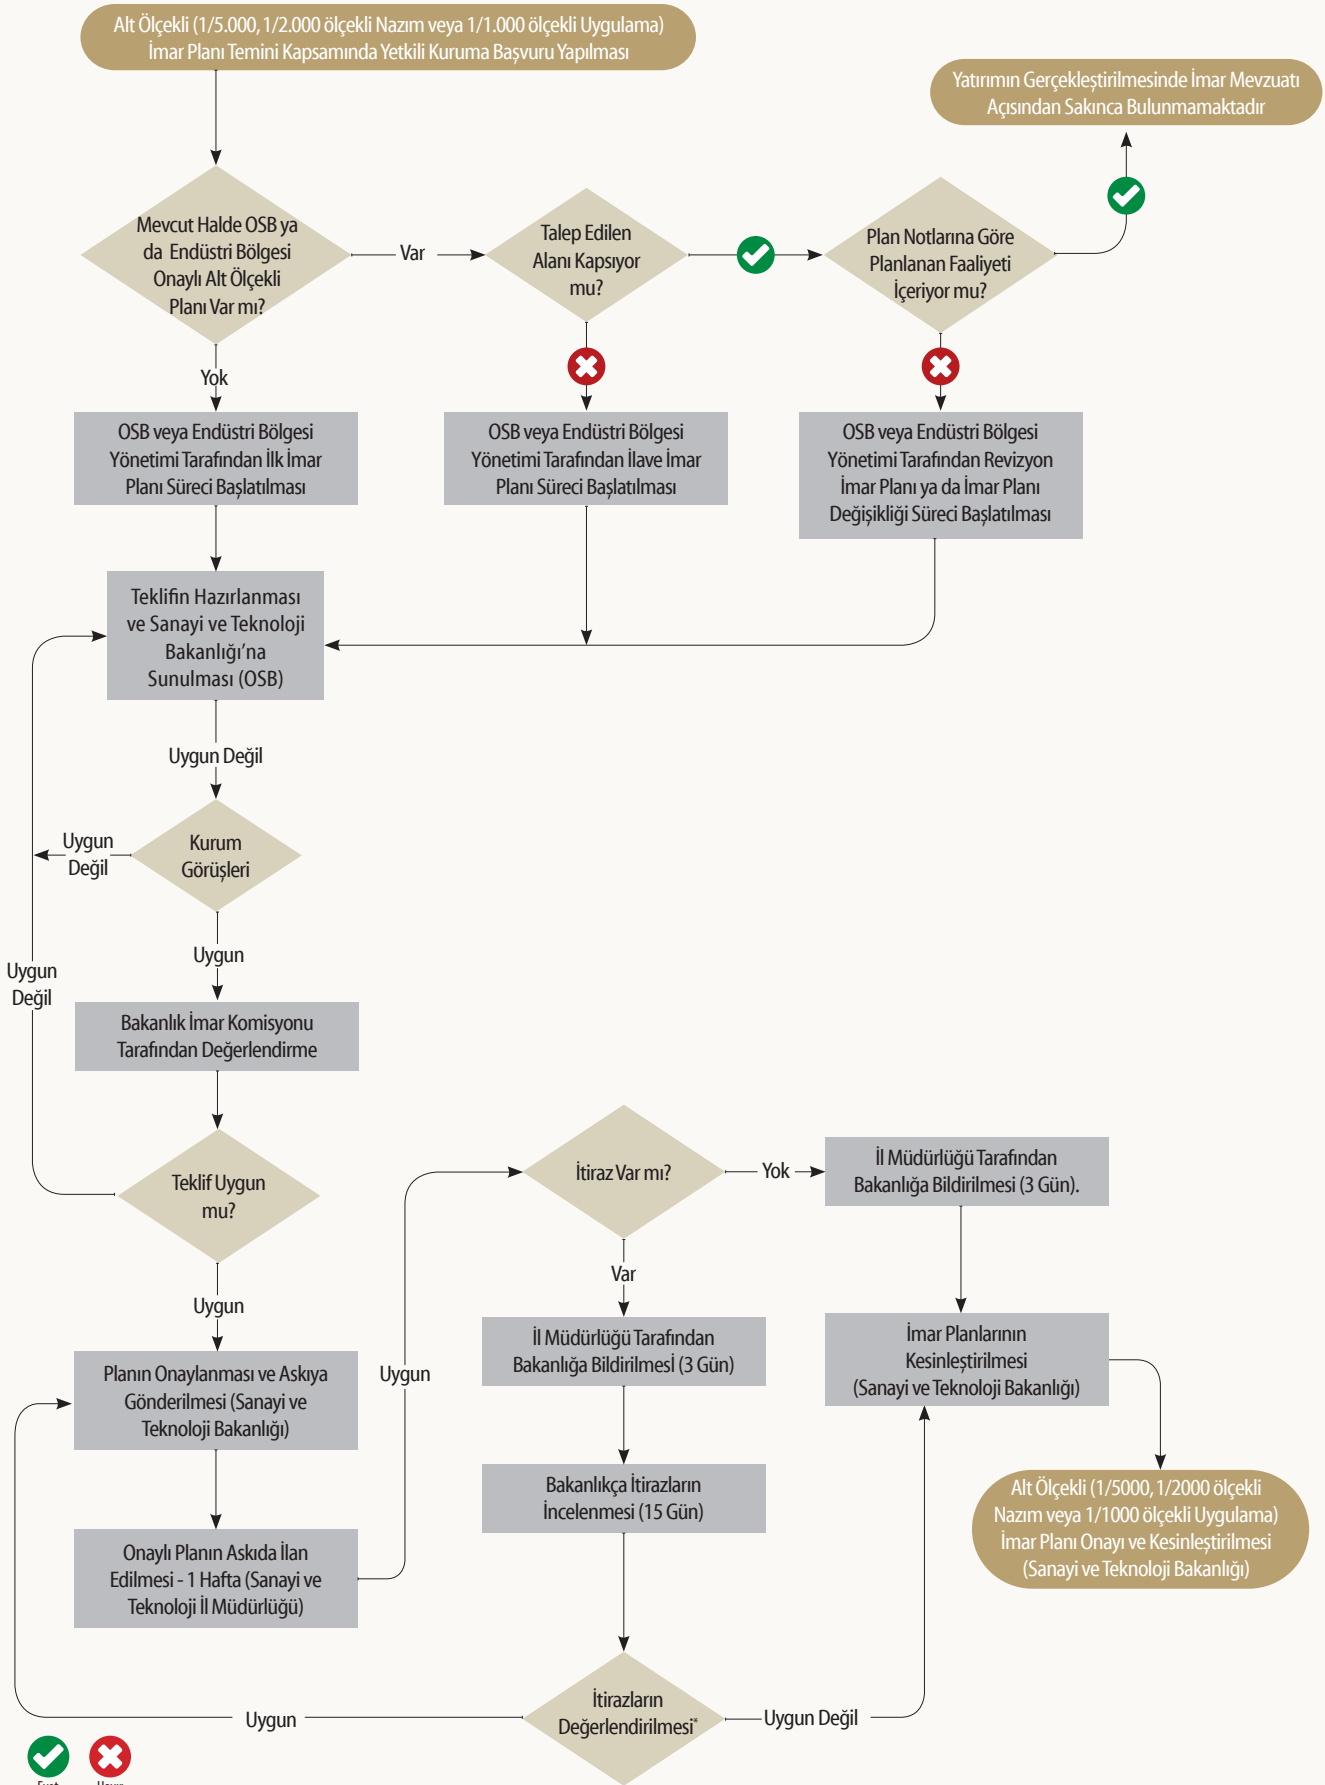 Alt Ölçekli (1/5.000, 1/2.000 ölçekli Nazım veya 1/1.000 ölçekli Uygulama)
İmar Planı Temini Kapsamında Yetkili Kuruma Başvuru Yapılması
Yatırımın Gerçekleştirilmesinde İmar Mevzuatı
Açısından Sakınca Bulunmamaktadır
Mevcut Halde OSB ya
da Endüstri Bölgesi
Onaylı Alt Ölçekli
Planı Var mı?
Var
Talep Edilen
Alanı Kapsıyor
mu?
Plan Notlarına Göre
Planlanan Faaliyeti
İçeriyor mu?
Yok
OSB veya Endüstri Bölgesi
Yönetimi Tarafından İlk İmar
Planı Süreci Başlatılması
OSB veya Endüstri Bölgesi
Yönetimi Tarafından İlave İmar
Planı Süreci Başlatılması
OSB veya Endüstri Bölgesi
Yönetimi Tarafından Revizyon
İmar Planı ya da İmar Planı
Değişikliği Süreci Başlatılması
Teklifin Hazırlanması
ve Sanayi ve Teknoloji
Bakanlığı'na
Sunulması (OSB)
Uygun Değil
Kurum
Görüşleri
Uygun
Değil
Uygun
Uygun
Değil
Bakanlık İmar Komisyonu
Tarafından Değerlendirme
Teklif Uygun
mu?
Uygun
Planın Onaylanması ve Askıya
Gönderilmesi (Sanayi ve
Teknoloji Bakanlığı)
Onaylı Planın Askıda İlan
Edilmesi - 1 Hafta (Sanayi ve
Teknoloji İl Müdürlüğü)
Uygun
İtiraz Var mı?
Yok
İl Müdürlüğü Tarafından
Bakanlığa Bildirilmesi (3 Gün).
Var
İl Müdürlüğü Tarafından
Bakanlığa Bildirilmesİ (3 Gün)
İmar Planlarının
Kesinleştirilmesi
(Sanayi ve Teknoloji Bakanlığı)
Bakanlıkça İtirazların
İncelenmesi (15 Gün)
Alt Ölçekli (1/5000, 1/2000 ölçekli
Nazım veya 1/1000 ölçekli Uygulama)
İmar Planı Onayı ve Kesinleştirilmesi
(Sanayi ve Teknoloji Bakanlığı)
İtirazların
Değerlendirilmesi*
Uygun
Uygun Değil
Evet
Hayır